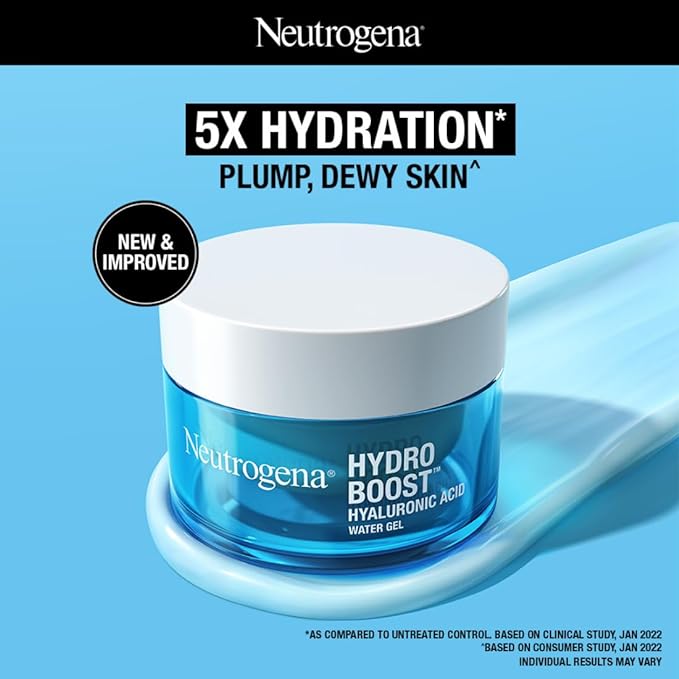 Neutrogena®
5X HYDRATION*
PLUMP, DEWY SKIN^
NEW &
IMPROVED
Neutrogena®
HYDRO
BOOST™
HYALURONIC ACID
WATER GEL
*AS COMPARED TO UNTREATED CONTROL. BASED ON CLINICAL STUDY, JAN 2022
^BASED ON CONSUMER STUDY, JAN 2022
INDIVIDUAL RESULTS MAY VARY